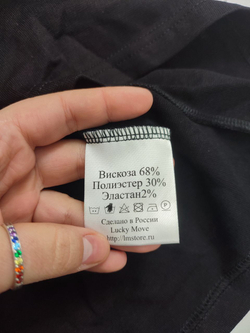 Вискоза 68%
Полиэстер 30%
Эластан2%
Сделано в России
Lucky Move
http://lmstore.ru